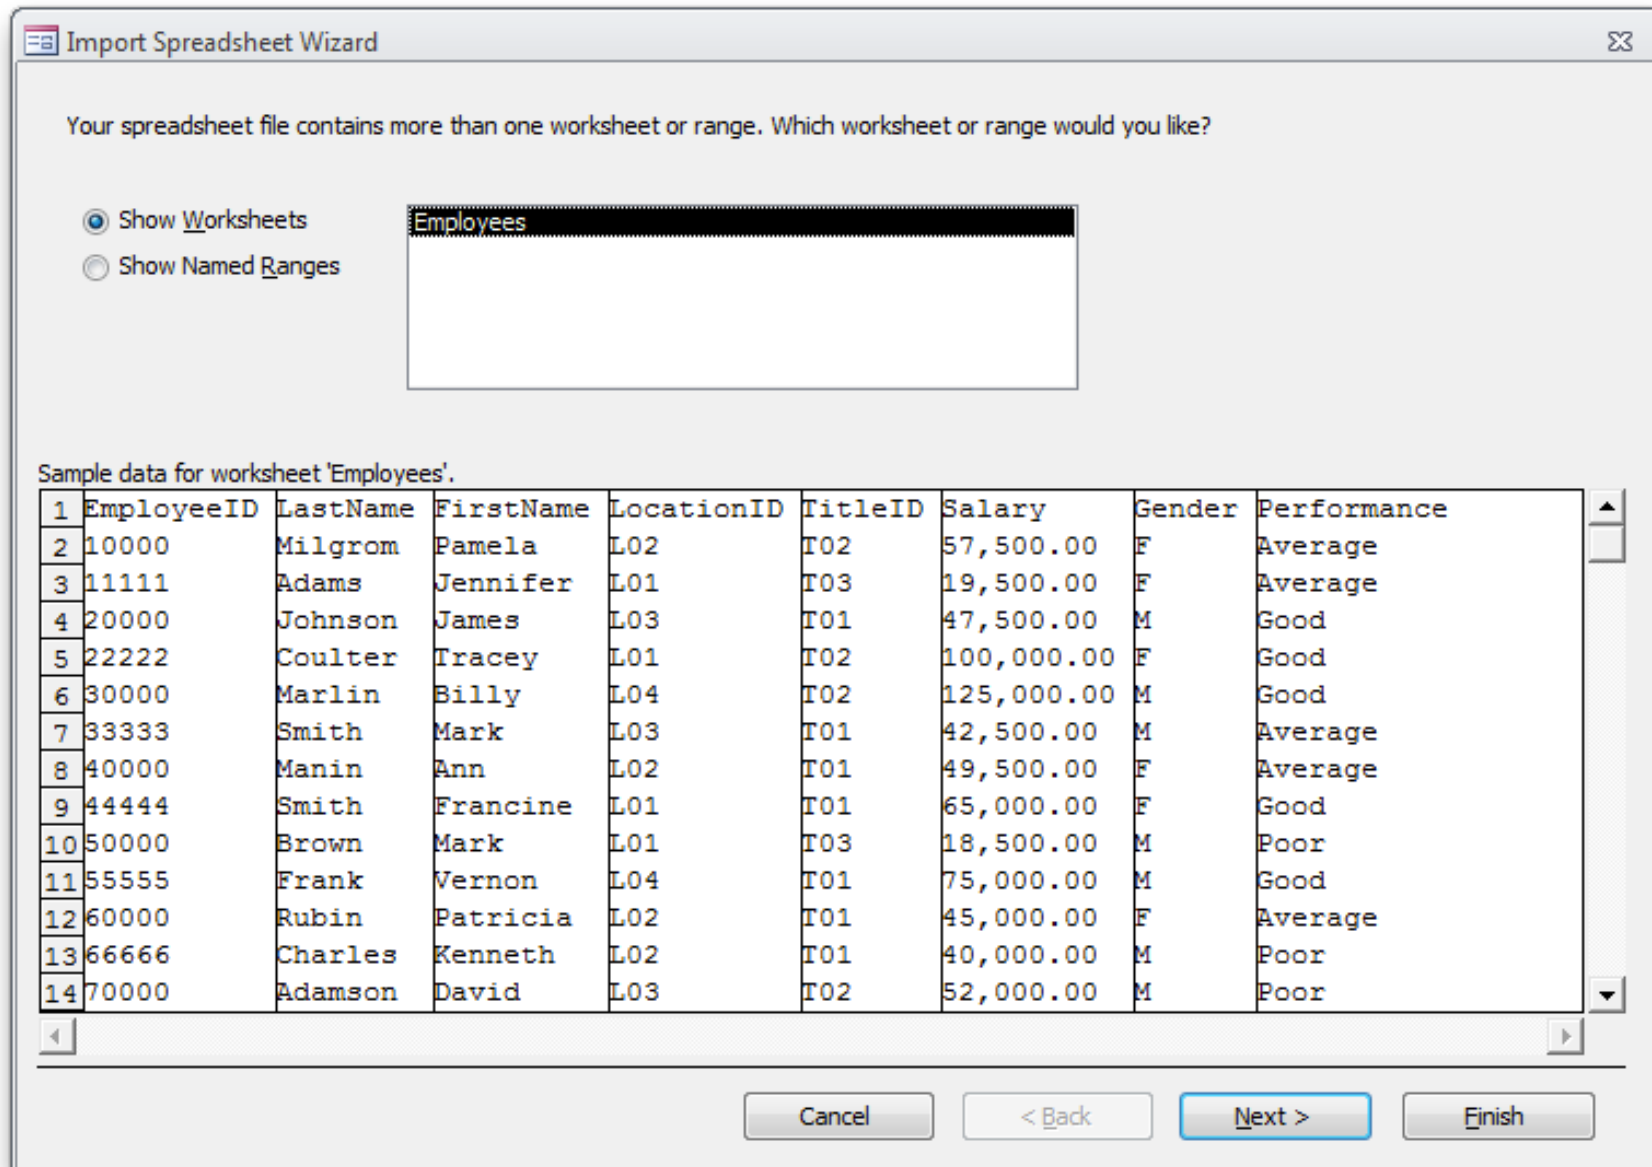 Import Spreadsheet Wizard
Your spreadsheet file contains more than one worksheet or range. Which worksheet or range would you like?
Show Worksheets
Show Named Ranges
Employees
Sample data for worksheet 'Employees'.
1 EmployeeID LastName FirstName LocationID TitleID Salary Gender Performance
2 10000 Milgrom Pamela L02 T02 57,500.00 F Average
3 11111 Adams Jennifer L01 T03 19,500.00 F Average
4 20000 Johnson James L03 T01 47,500.00 M Good
5 22222 Coulter Tracey L01 T02 100,000.00 F Good
6 30000 Marlin Billy L04 T02 125,000.00 M Good
7 33333 Smith Mark L03 T01 42,500.00 M Average
8 40000 Manin Ann L02 T01 49,500.00 F Average
9 44444 Smith Francine L01 T01 65,000.00 F Good
10 50000 Brown Mark L01 T03 18,500.00 M Poor
11 55555 Frank Vernon L04 T01 75,000.00 M Good
12 60000 Rubin Patricia L02 T01 45,000.00 F Average
13 66666 Charles Kenneth L02 T01 40,000.00 M Poor
14 70000 Adamson David L03 T02 52,000.00 M Poor
Cancel < Back Next > Finish